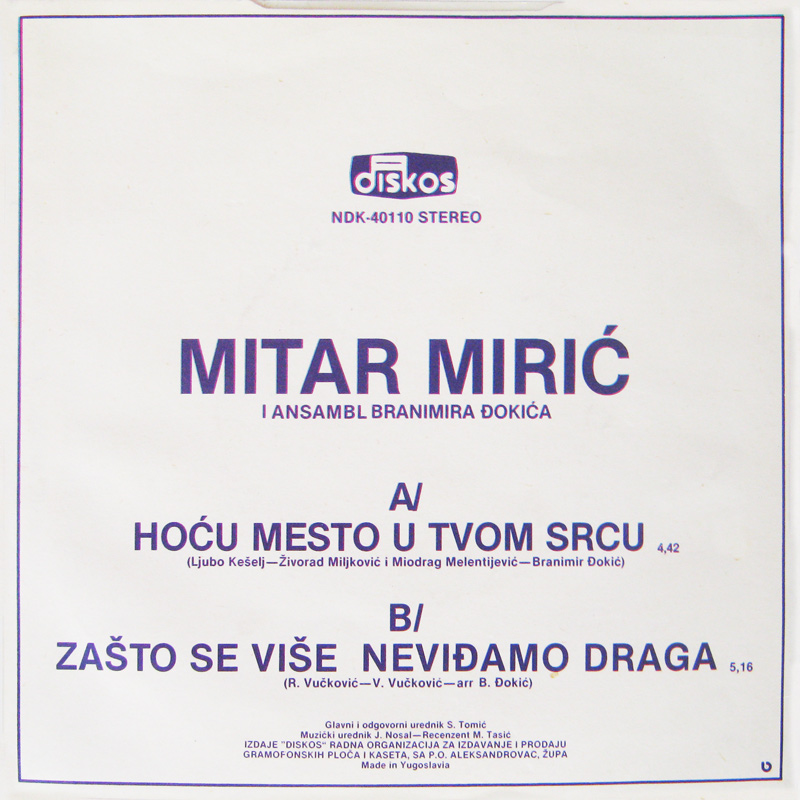 DISKOS
NDK-40110 STEREO
MITAR MIRIĆ
I ANSAMBL BRANIMIRA ĐOKIĆA
A/
HOĆU MESTO U TVOM SRCU 4,42
(Ljubo Kešelj—Živorad Miljković i Miodrag Melentijević—Branimir Đokić)
B/
ZAŠTO SE VIŠE NEVIĐAMO DRAGA 5,16
(R. Vučković—V. Vučković—arr B. Đokić)
Glavni i odgovorni urednik S. Tomić
Muzički urednik J. Nosal—Recenzent M. Tasić
IZDAJE "DISKOS" RADNA ORGANIZACIJA ZA IZDAVANJE I PRODAJU
GRAMOFONSKIH PLOČA I KASETA, SA P.O. ALEKSANDROVAC, ŽUPA
Made in Yugoslavia